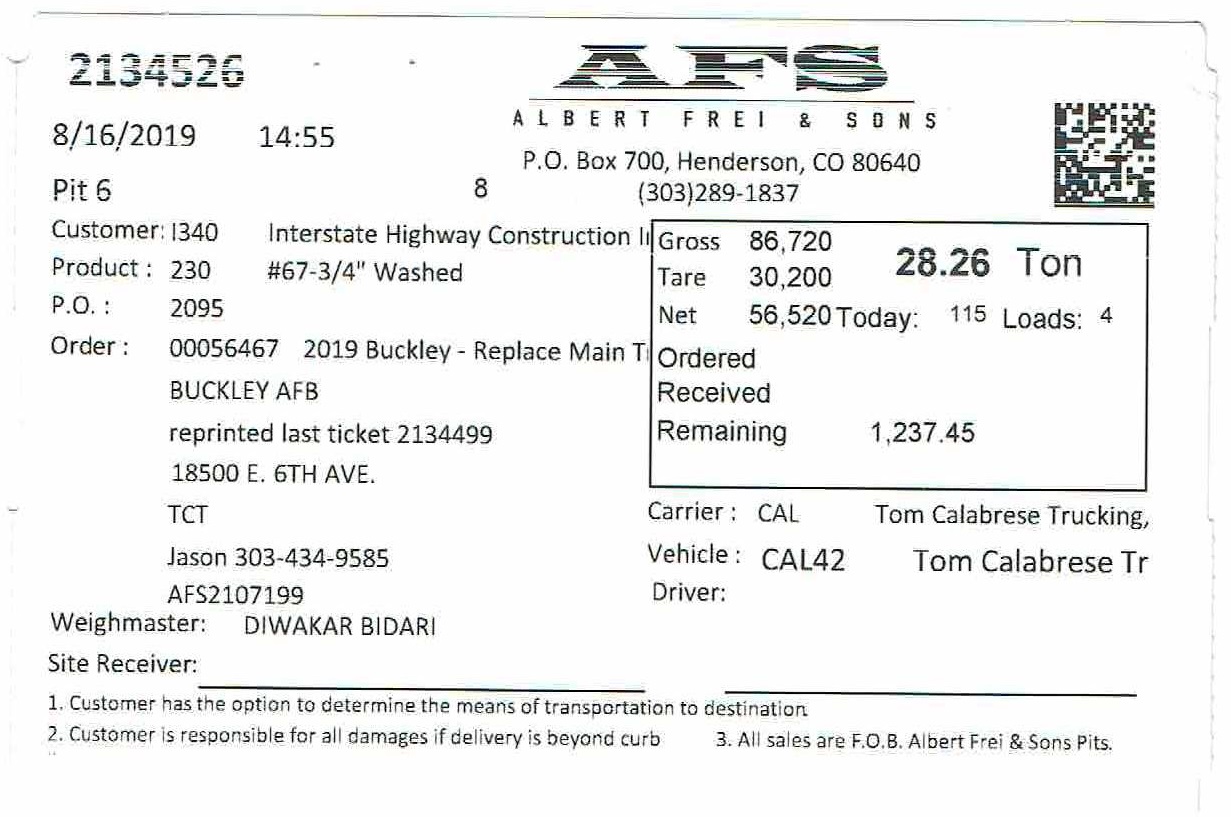 2134526
AFS
ALBERT FREI & SONS
8/16/2019 14:55
P.O. Box 700, Henderson, CO 80640
Pit 6 8 (303)289-1837
Customer: I340 Interstate Highway Construction I
Product : 230 #67-3/4" Washed
P.O. : 2095
Order : 00056467 2019 Buckley - Replace Main T
BUCKLEY AFB
reprinted last ticket 2134499
18500 E. 6TH AVE.
TCT
Jason 303-434-9585
AFS2107199
Gross 86,720 28.26 Ton
Tare 30,200
Net 56,520 Today: 115 Loads: 4
Ordered
Received
Remaining 1,237.45
Carrier : CAL Tom Calabrese Trucking,
Vehicle : CAL42 Tom Calabrese Tr
Driver:
Weighmaster: DIWAKAR BIDARI
Site Receiver:
1. Customer has the option to determine the means of transportation to destination
2. Customer is responsible for all damages if delivery is beyond curb 3. All sales are F.O.B. Albert Frei & Sons Pits.